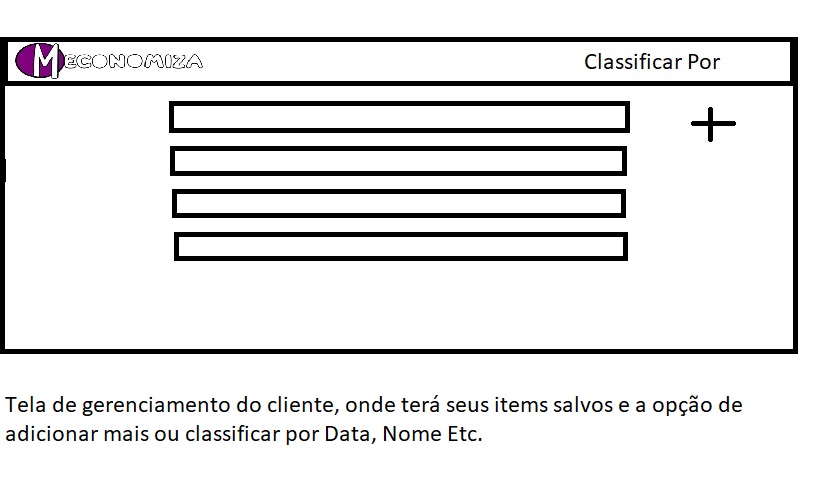 MECONOMIZA
Classificar Por
Tela de gerenciamento do cliente, onde terá seus items salvos e a opção de
adicionar mais ou classificar por Data, Nome Etc.